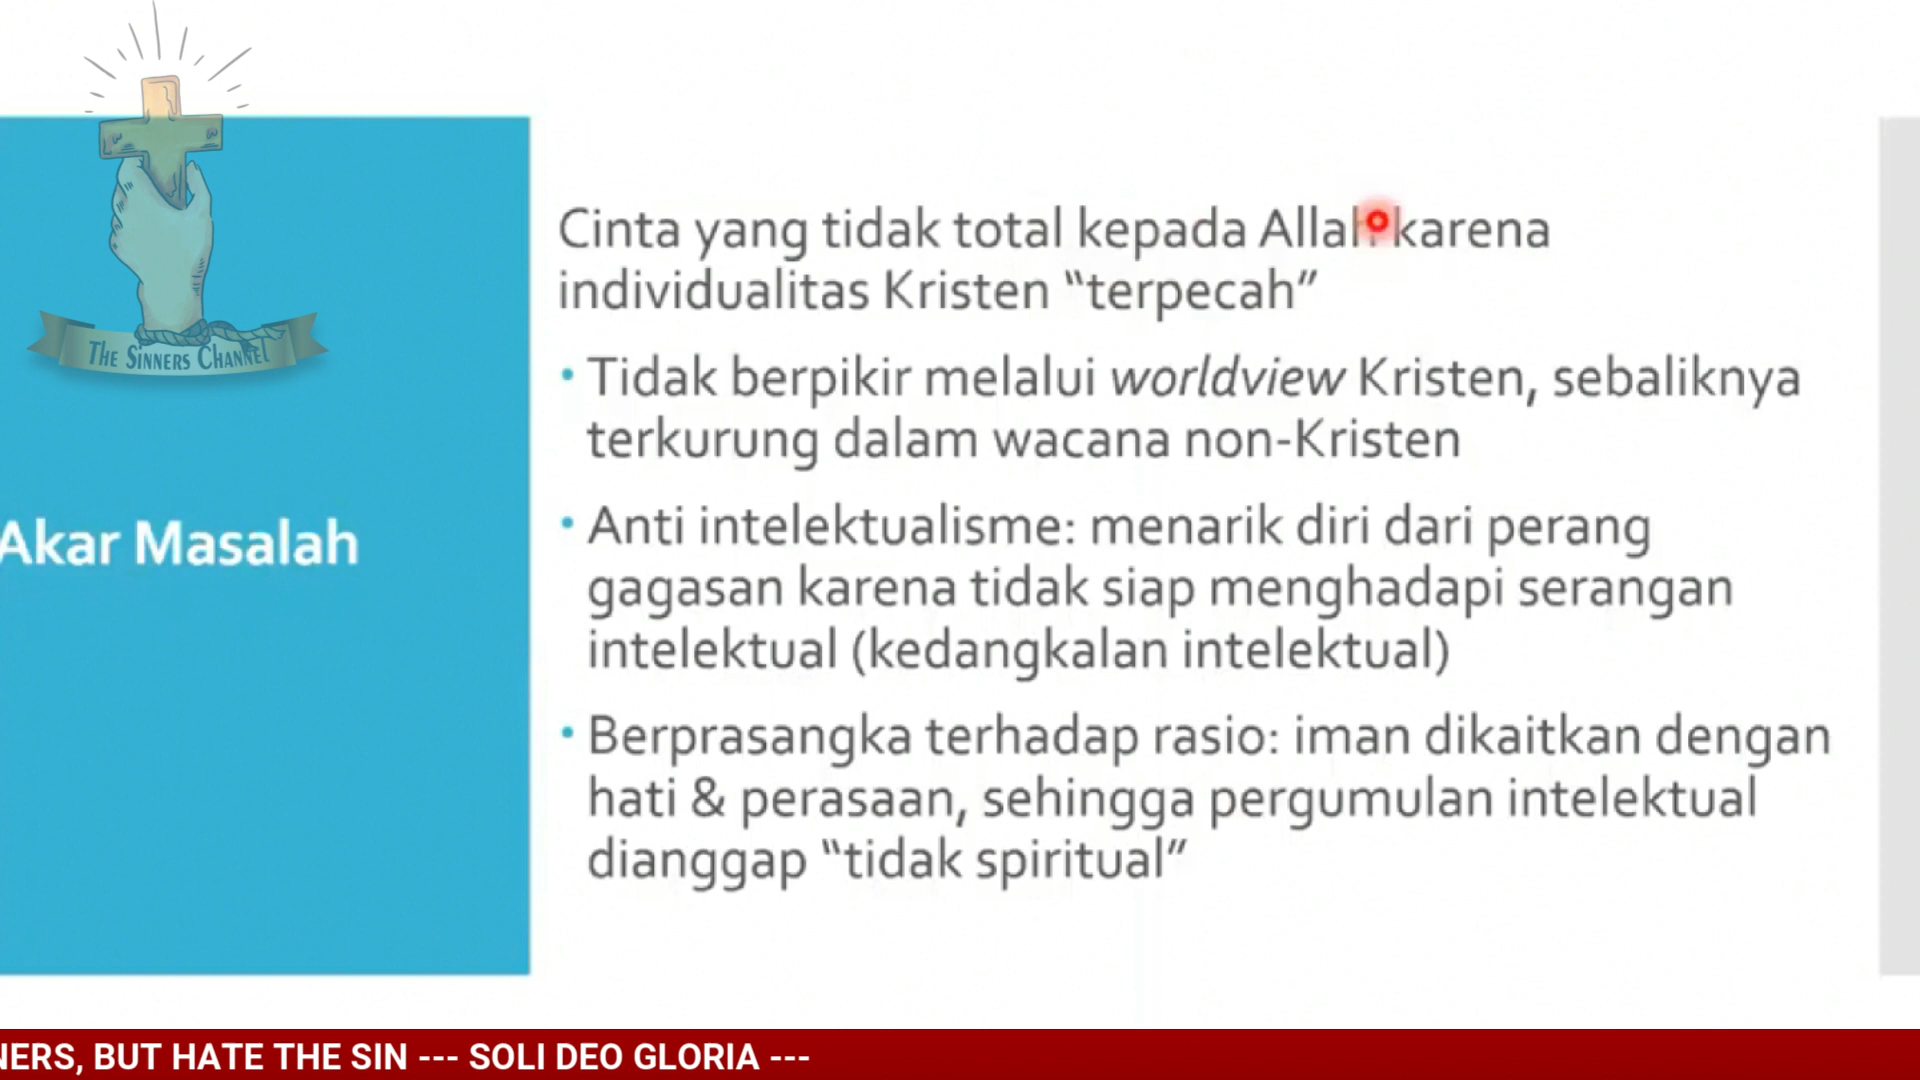 THE SINNERS CHANNEL
Akar Masalah
Cinta yang tidak total kepada Allah karena
individualitas Kristen “terpecah”
• Tidak berpikir melalui worldview Kristen, sebaliknya
terkurung dalam wacana non-Kristen
• Anti intelektualisme: menarik diri dari perang
gagasan karena tidak siap menghadapi serangan
intelektual (kedangkalan intelektual)
• Berprasangka terhadap rasio: iman dikaitkan dengan
hati & perasaan, sehingga pergumulan intelektual
dianggap “tidak spiritual”
NERS, BUT HATE THE SIN --- SOLI DEO GLORIA ---